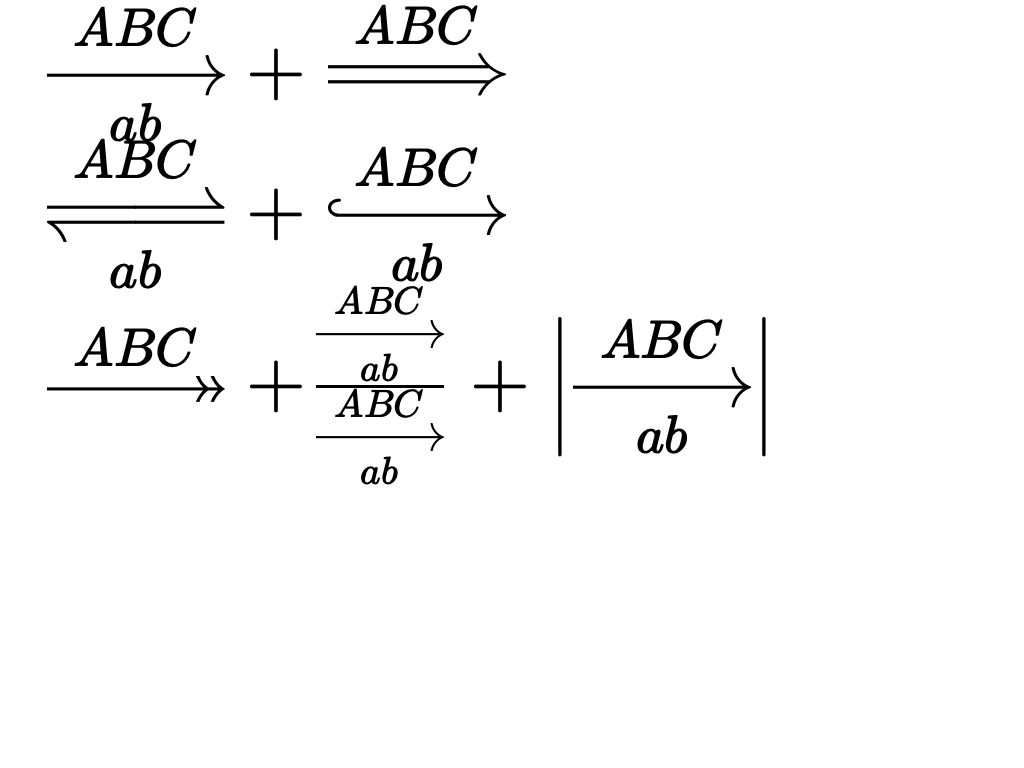 \xrightarrow[ab]{ABC} + \xRightarrow{ABC}
\xrightleftharpoons[ab]{ABC} + \xhookrightarrow[ab]{ABC}
\xtwoheadrightarrow{ABC} + \frac{\xrightarrow[ab]{ABC}}{\xrightarrow[ab]{ABC}} + \left|\xrightarrow[ab]{ABC}\right|